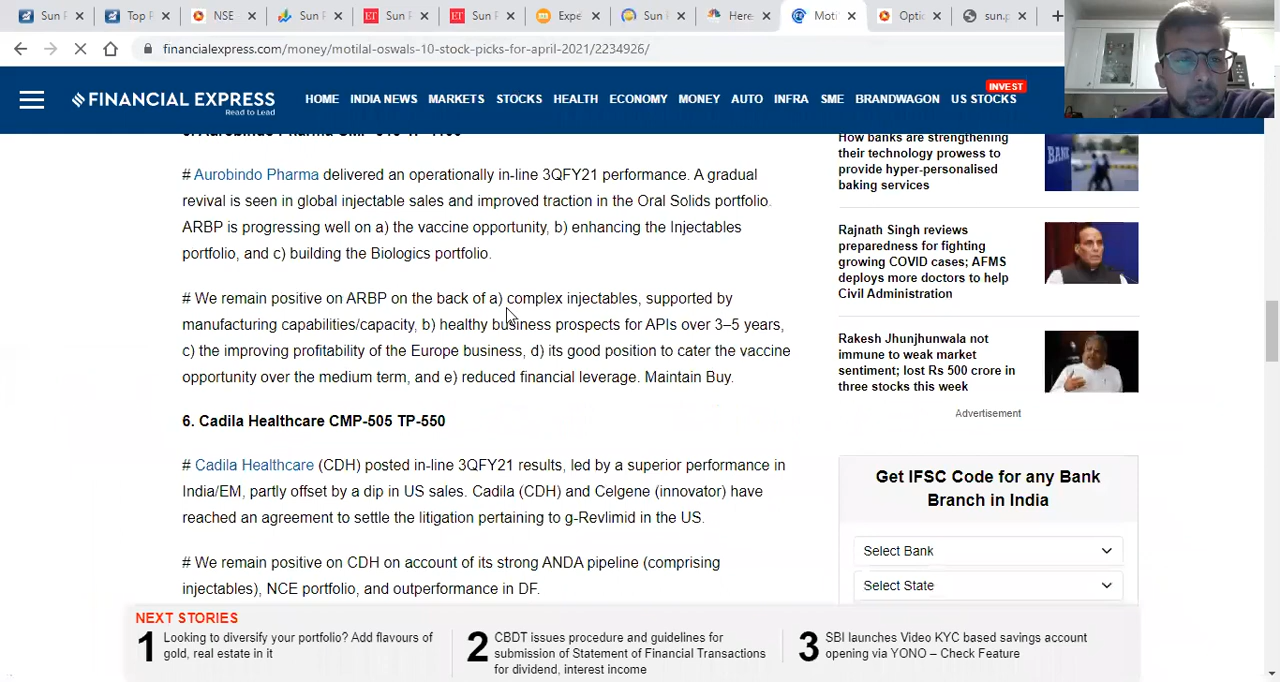 Sun P
Top P
NSE
Sun P
Sun P
Sun P
Expe
Sun
Here
Moti
Optic
sun.p
financialexpress.com/money/motilal-oswals-10-stock-picks-for-april-2021/2234926/
FINANCIAL EXPRESS
Read to Lead
HOME INDIA NEWS MARKETS STOCKS HEALTH ECONOMY MONEY AUTO INFRA SME BRANDWAGON US STOCKS
INVEST
# Aurobindo Pharma delivered an operationally in-line 3QFY21 performance. A gradual
revival is seen in global injectable sales and improved traction in the Oral Solids portfolio.
ARBP is progressing well on a) the vaccine opportunity, b) enhancing the Injectables
portfolio, and c) building the Biologics portfolio.
# We remain positive on ARBP on the back of a) complex injectables, supported by
manufacturing capabilities/capacity, b) healthy business prospects for APIs over 3–5 years,
c) the improving profitability of the Europe business, d) its good position to cater the vaccine
opportunity over the medium term, and e) reduced financial leverage. Maintain Buy.
6. Cadila Healthcare CMP-505 TP-550
# Cadila Healthcare (CDH) posted in-line 3QFY21 results, led by a superior performance in
India/EM, partly offset by a dip in US sales. Cadila (CDH) and Celgene (innovator) have
reached an agreement to settle the litigation pertaining to g-Revlimid in the US.
# We remain positive on CDH on account of its strong ANDA pipeline (comprising
injectables), NCE portfolio, and outperformance in DF.
How banks are strengthening
their technology prowess to
provide hyper-personalised
baking services
BANK
Rajnath Singh reviews
preparedness for fighting
growing COVID cases; AFMS
deploys more doctors to help
Civil Administration
Rakesh Jhunjhunwala not
immune to weak market
sentiment; lost Rs 500 crore in
three stocks this week
Advertisement
Get IFSC Code for any Bank
Branch in India
Select Bank
Select State
NEXT STORIES
1 Looking to diversify your portfolio? Add flavours of
gold, real estate in it
2 CBDT issues procedure and guidelines for
submission of Statement of Financial Transactions
for dividend, interest income
3 SBI launches Video KYC based savings account
opening via YONO – Check Feature